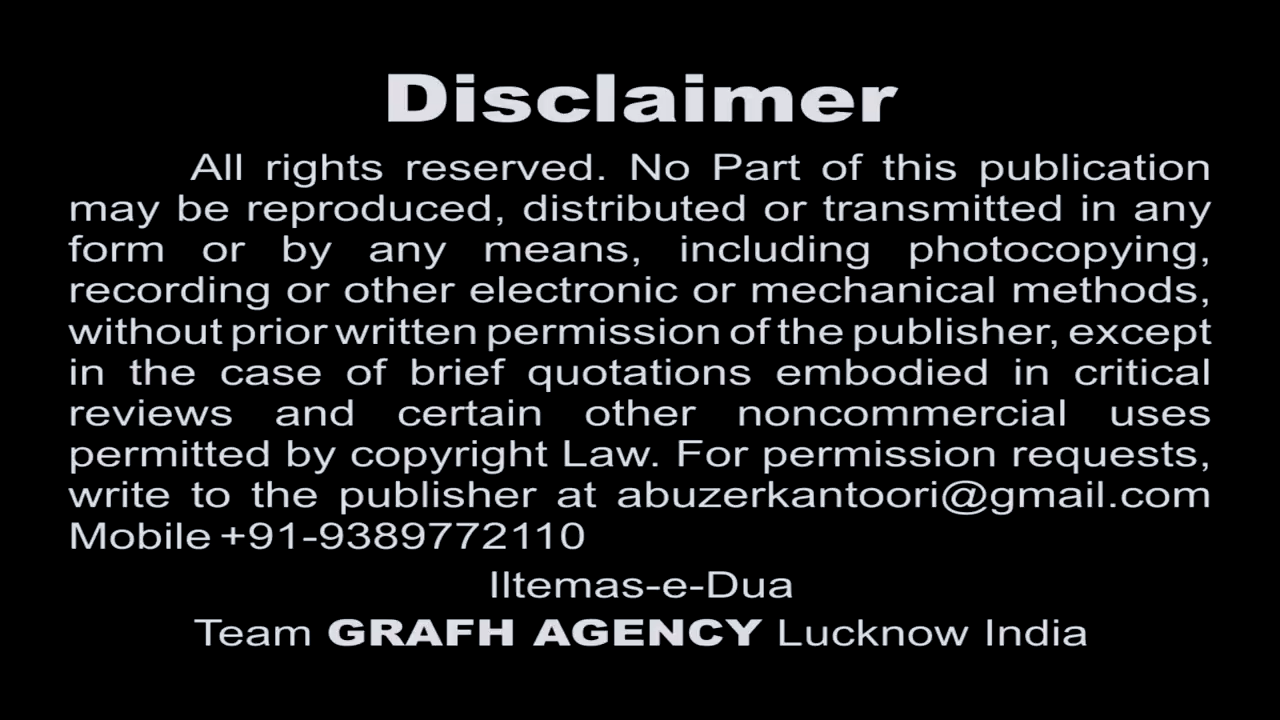 Disclaimer
All rights reserved. No Part of this publication
may be reproduced, distributed or transmitted in any
form or by any means, including photocopying,
recording or other electronic or mechanical methods,
without prior written permission of the publisher, except
in the case of brief quotations embodied in critical
reviews and certain other noncommercial uses
permitted by copyright Law. For permission requests,
write to the publisher at abuzerkantoori@gmail.com
Mobile +91-9389772110
Iltemas-e-Dua
Team GRAFH AGENCY Lucknow India